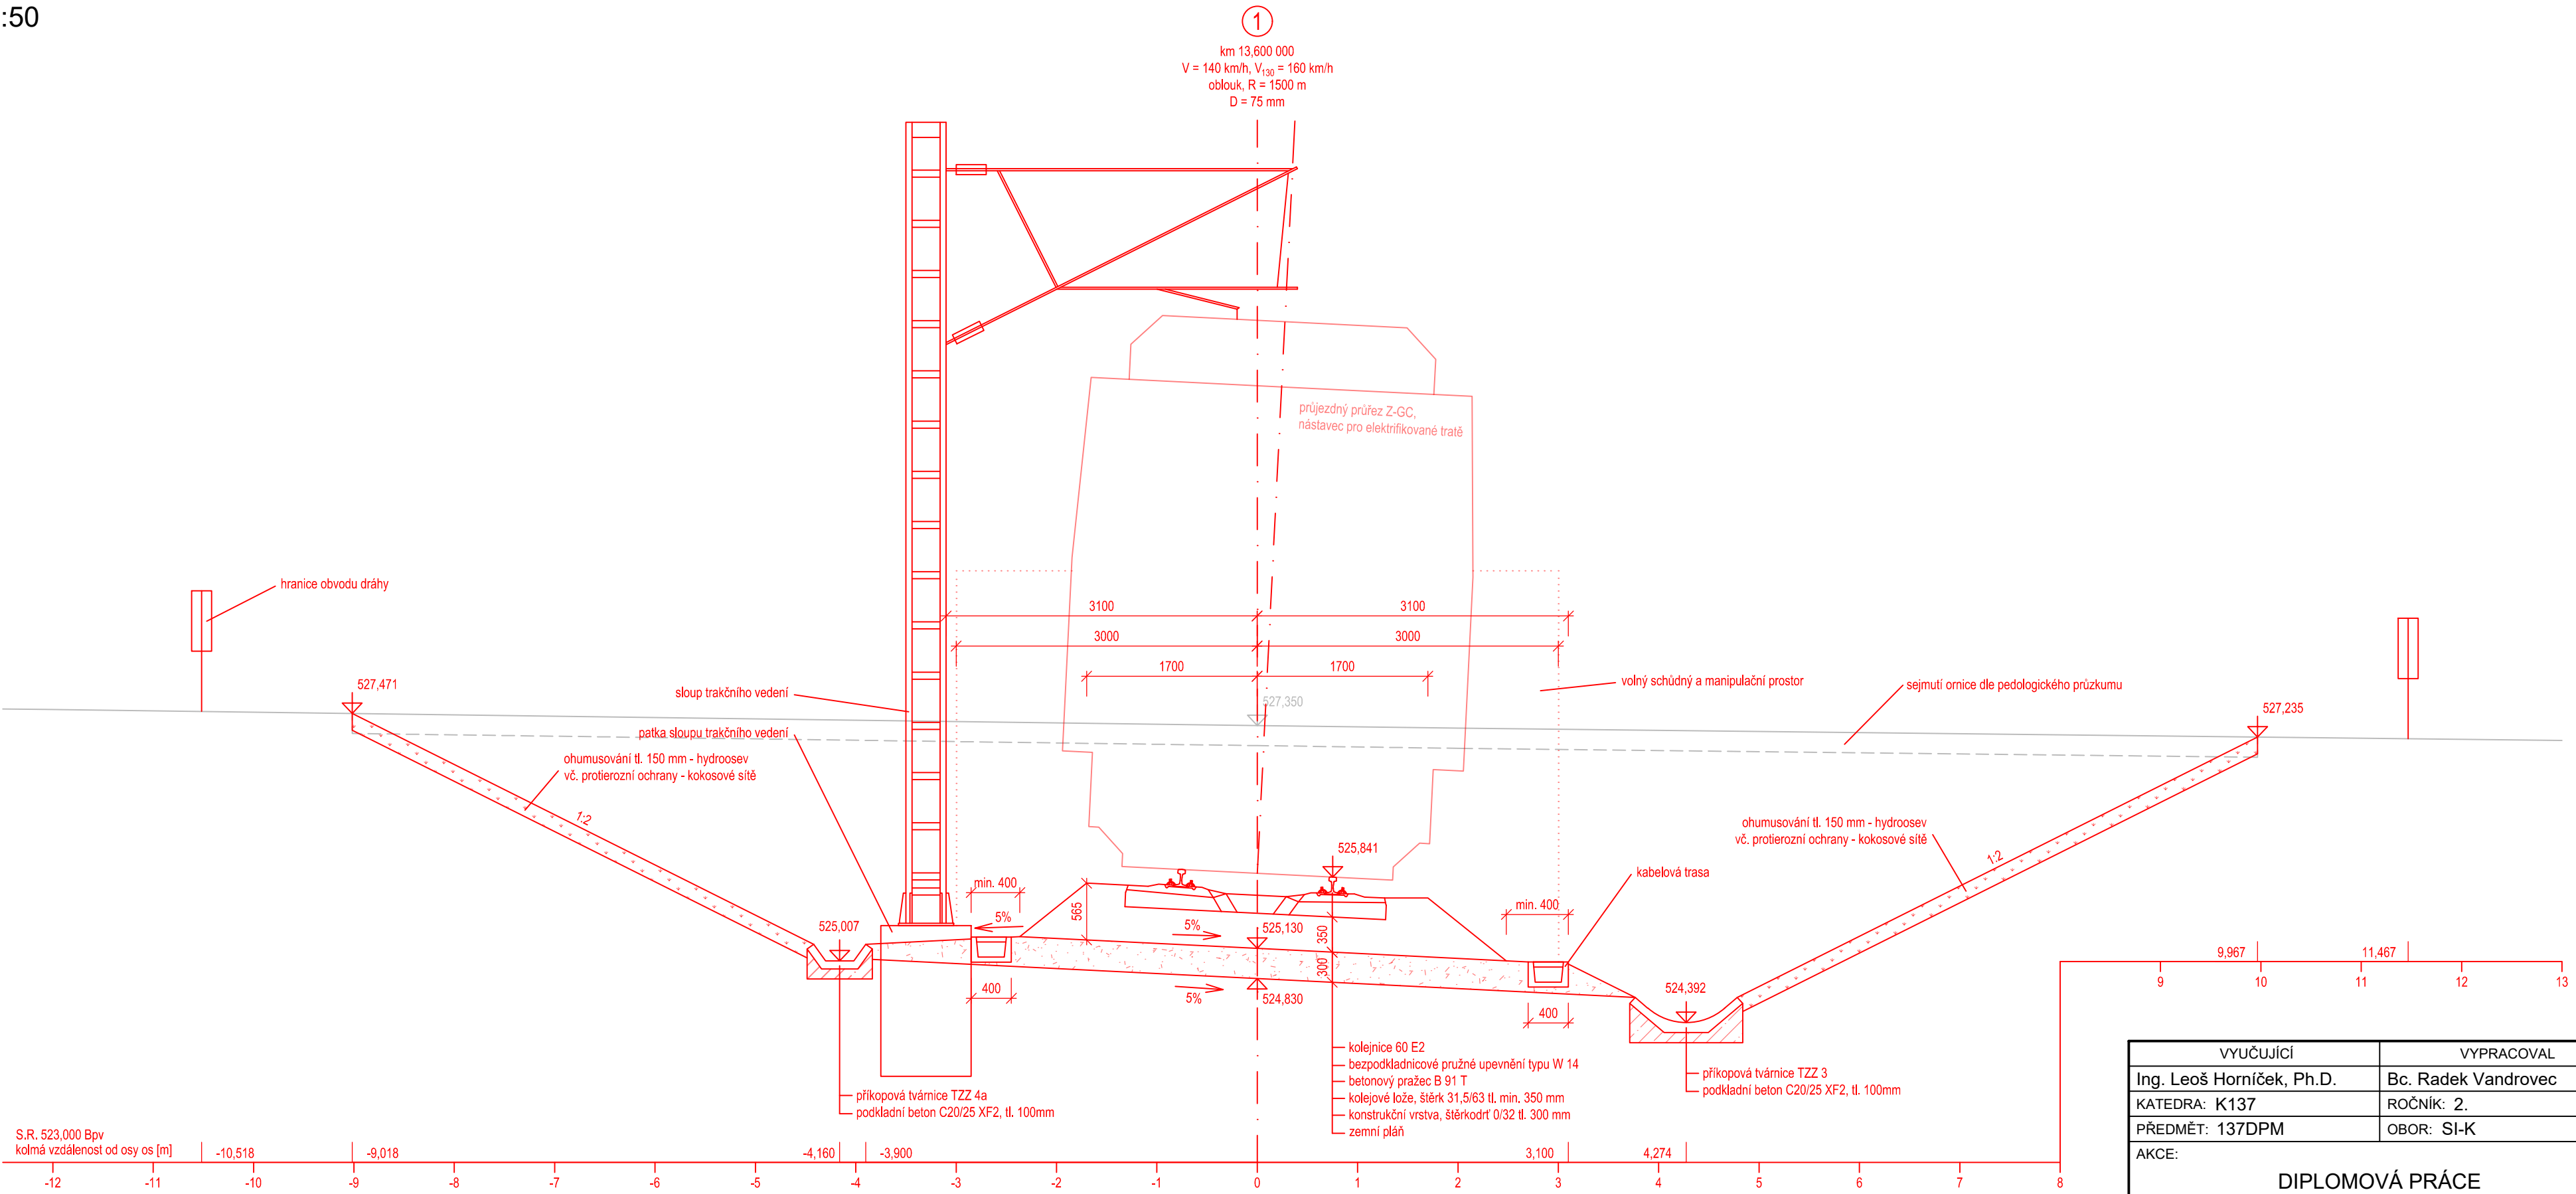 :50
1
km 13,600 000
V = 140 km/h, V130 = 160 km/h
oblouk, R = 1500 m
D = 75 mm
průjezdný průřez Z-GC,
nástavec pro elektrifikované tratě
hranice obvodu dráhy
3100 3100
3000 3000
1700 1700
527,471
sloup trakčního vedení
volný schůdný a manipulační prostor
sejmutí ornice dle pedologického průzkumu
527,350
527,235
patka sloupu trakčního vedení
ohumusování tl. 150 mm - hydroosev
vč. protierozní ochrany - kokosové sítě
1:2
ohumusování tl. 150 mm - hydroosev
vč. protierozní ochrany - kokosové sítě
1:2
525,841
kabelová trasa
min. 400
min. 400
565
5%
5%
525,007
525,130
350
300
400
5%
524,830
400
524,392
9,967 11,467
9 10 11 12 13
kolejnice 60 E2
bezpodkladnicové pružné upevnění typu W 14
betonový pražec B 91 T
kolejové lože, štěrk 31,5/63 tl. min. 350 mm
konstrukční vrstva, štěrkodrť 0/32 tl. 300 mm
zemní pláň
příkopová tvárnice TZZ 4a
podkladní beton C20/25 XF2, tl. 100mm
příkopová tvárnice TZZ 3
podkladní beton C20/25 XF2, tl. 100mm
S.R. 523,000 Bpv
kolmá vzdálenost od osy os [m]
-10,518 -9,018 -4,160 -3,900 3,100 4,274
-12 -11 -10 -9 -8 -7 -6 -5 -4 -3 -2 -1 0 1 2 3 4 5 6 7 8
VYUČUJÍCÍ VYPRACOVAL
Ing. Leoš Horníček, Ph.D. Bc. Radek Vandrovec
KATEDRA: K137 ROČNÍK: 2.
PŘEDMĚT: 137DPM OBOR: SI-K
AKCE:
DIPLOMOVÁ PRÁCE